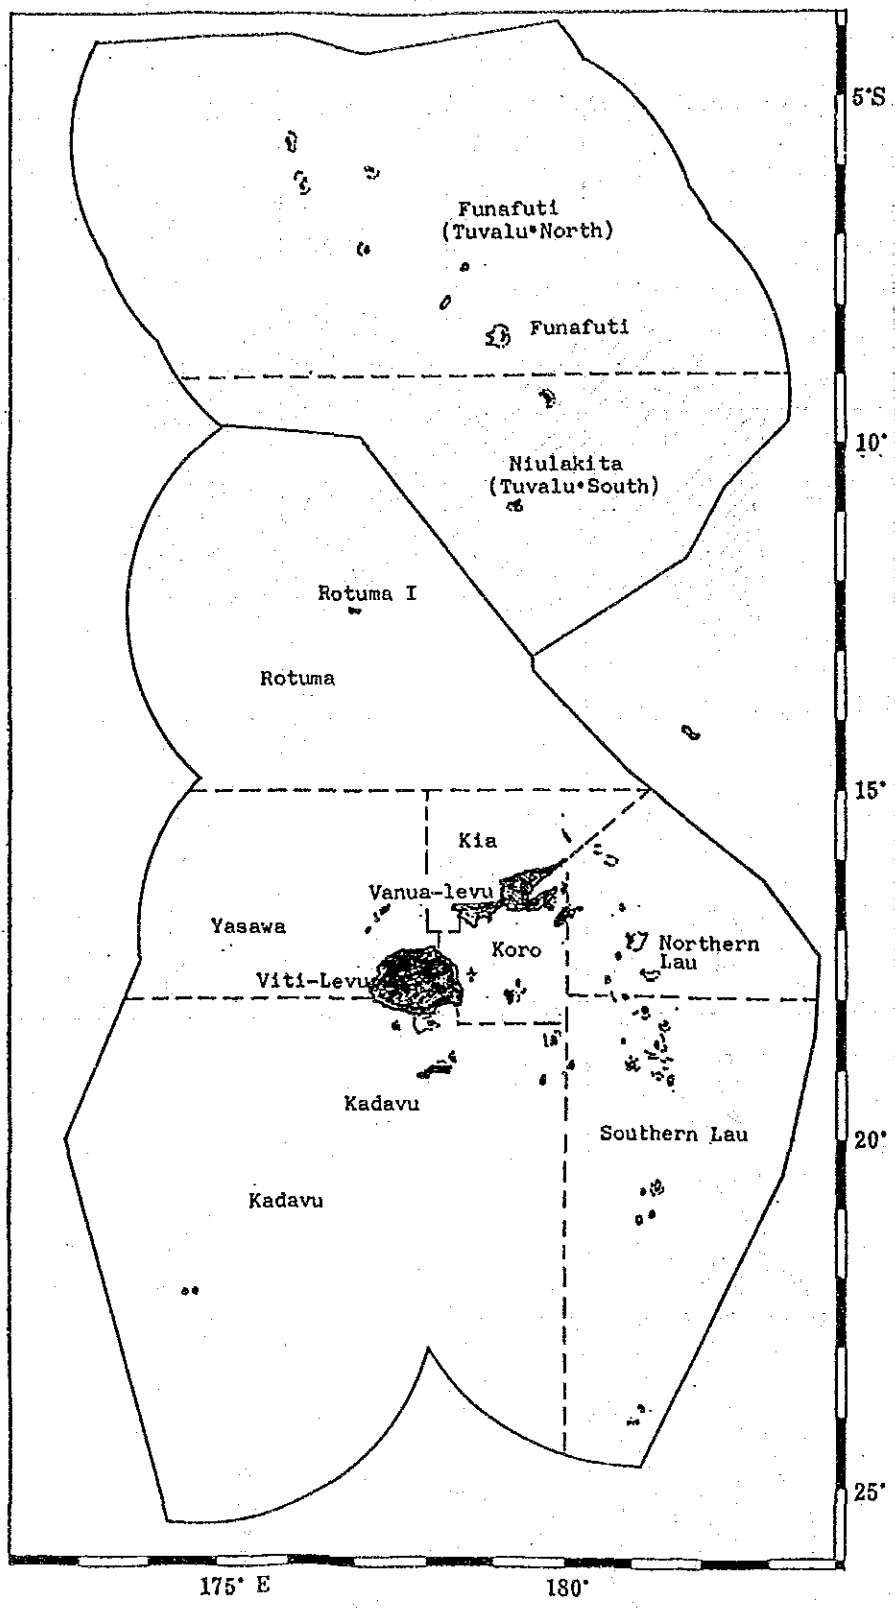 5°S
Funafuti
(Tuvalu•North)
Funafuti
10°
Niulakita
(Tuvalu•South)
Rotuma I
Rotuma
15°
Kia
Vanua-levu
Yasawa
Koro
Northern
Lau
Viti-Levu
Kadavu
20°
Southern Lau
Kadavu
25°
175° E
180°